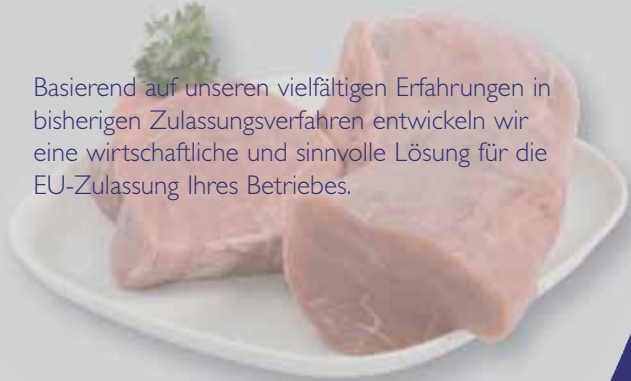 Basierend auf unseren vielfältigen Erfahrungen in
bisherigen Zulassungsverfahren entwickeln wir
eine wirtschaftliche und sinnvolle Lösung für die
EU-Zulassung Ihres Betriebes.